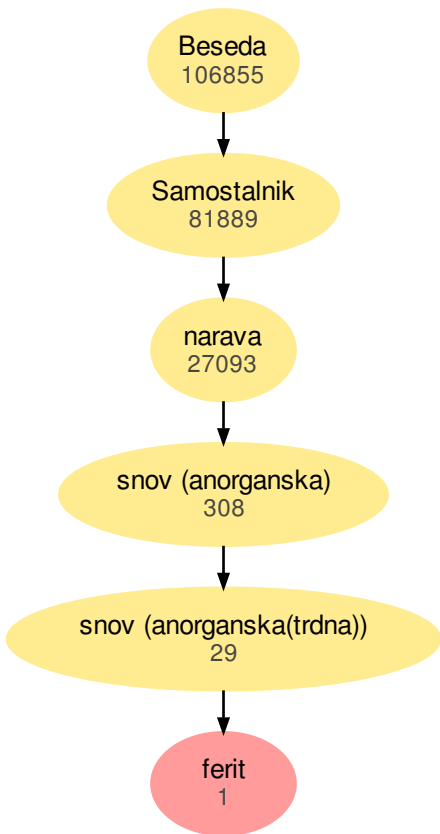 Beseda
106855
Samostalnik
81889
narava
27093
snov (anorganska)
308
snov (anorganska(trdna))
29
ferit
1